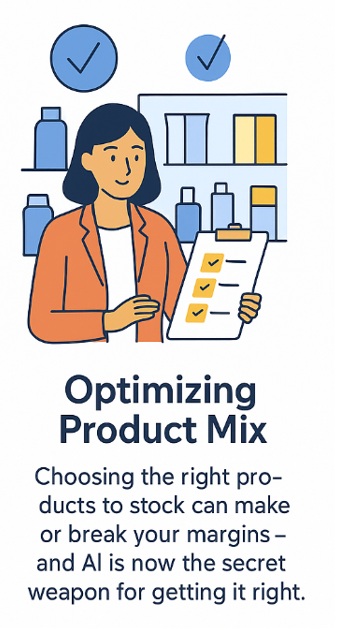 Optimizing
Product Mix
Choosing the right pro–
ducts to stock can make
or break your margins –
and AI is now the secret
weapon for getting it right.